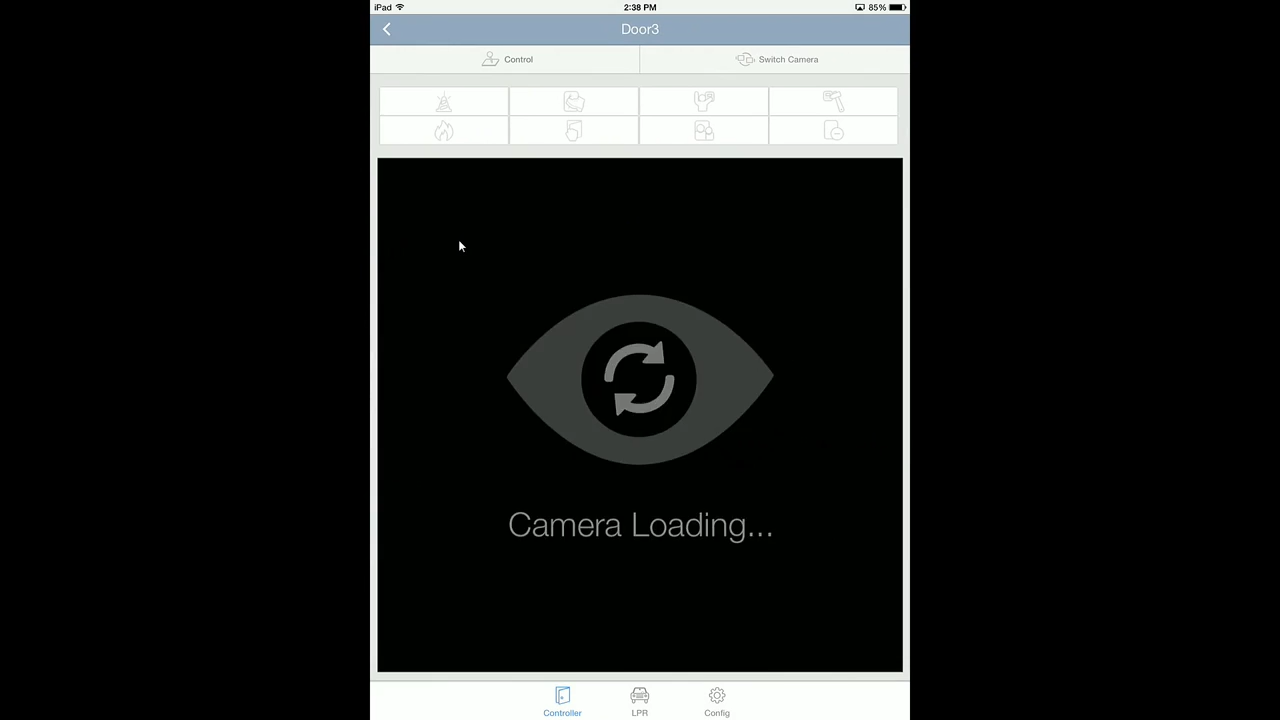 iPad 2:38 PM 85%
Door3
Control Switch Camera
Camera Loading...
Controller LPR Config